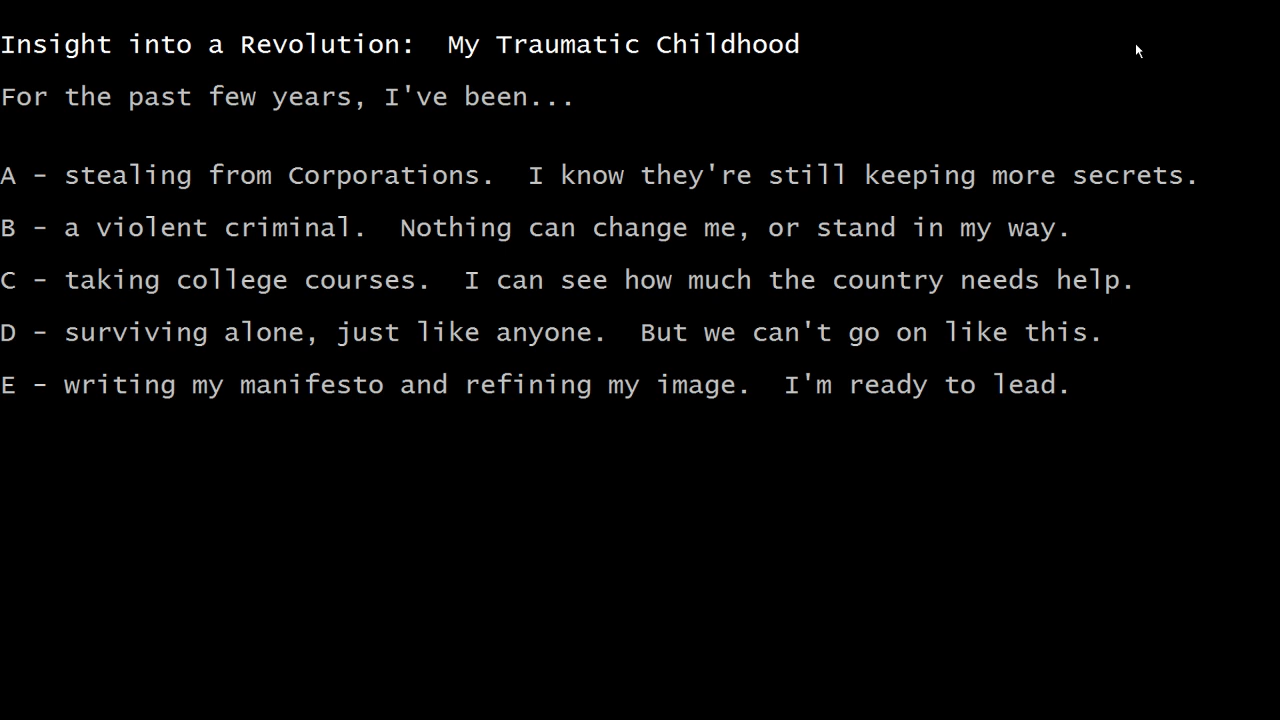 Insight into a Revolution:  My Traumatic Childhood
For the past few years, I've been...
A - stealing from Corporations.  I know they're still keeping more secrets.
B - a violent criminal.  Nothing can change me, or stand in my way.
C - taking college courses.  I can see how much the country needs help.
D - surviving alone, just like anyone.  But we can't go on like this.
E - writing my manifesto and refining my image.  I'm ready to lead.